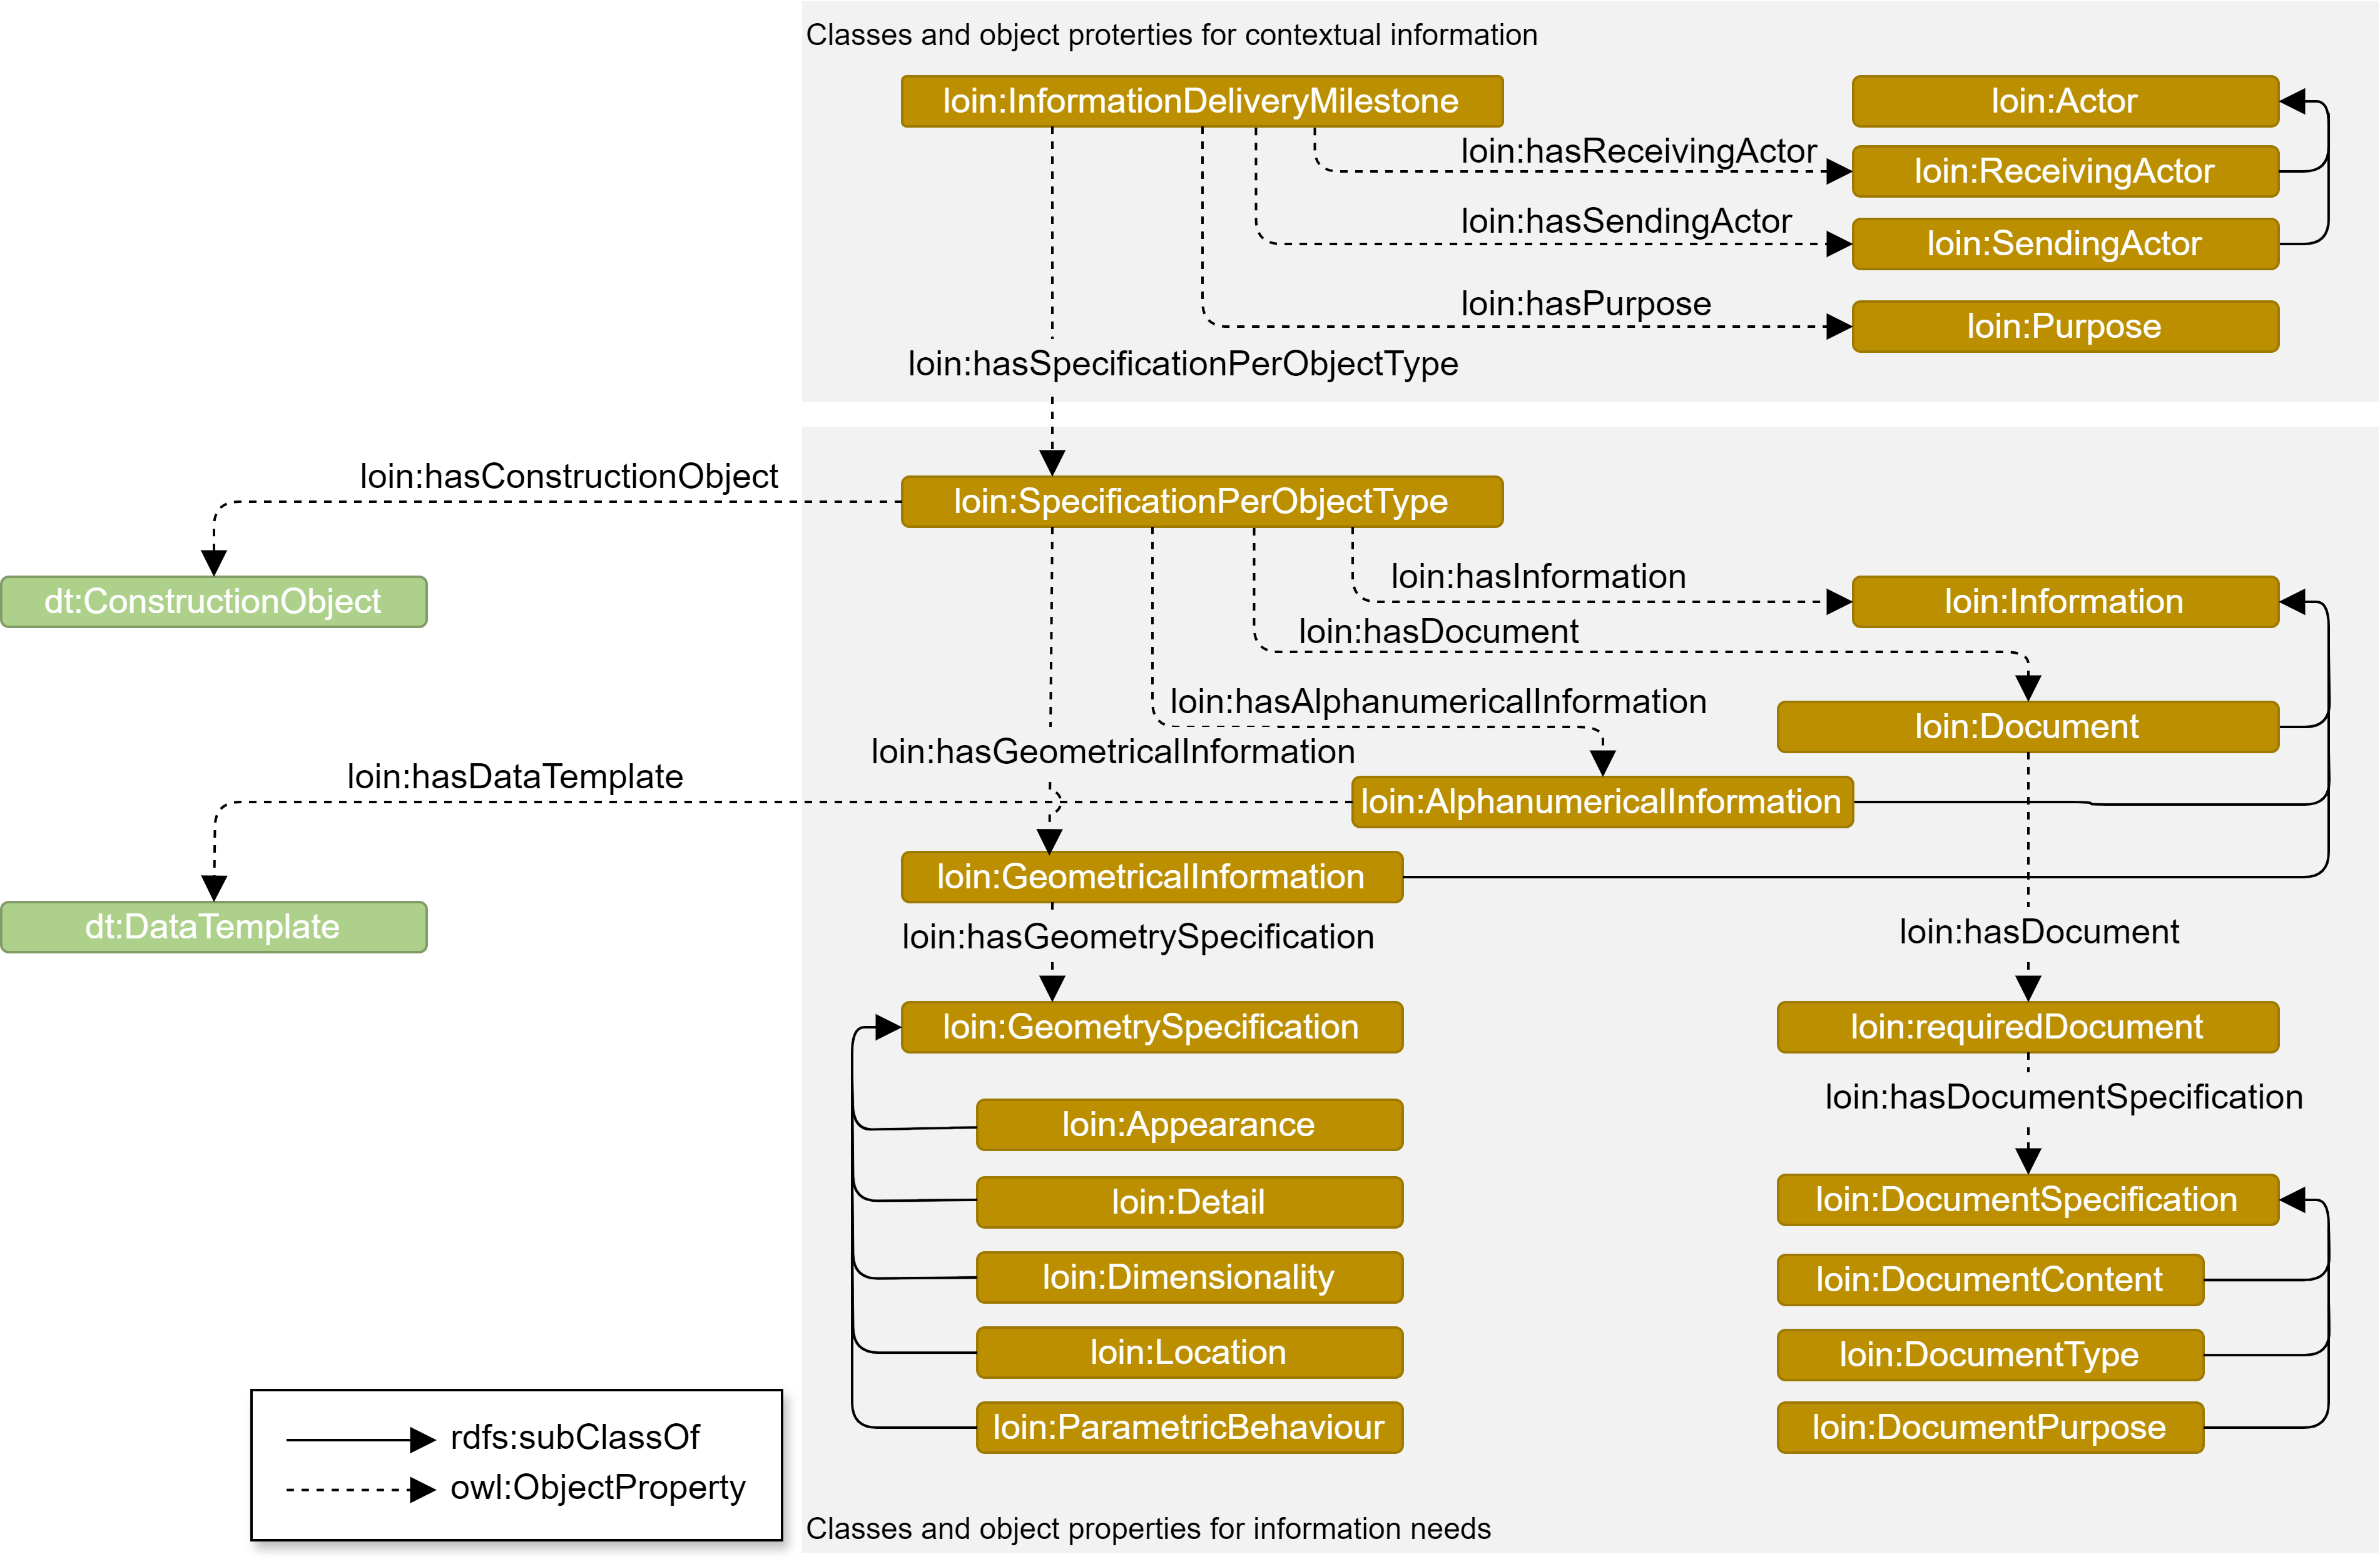 Classes and object proterties for contextual information
loin:InformationDeliveryMilestone
loin:Actor
loin:hasReceivingActor
loin:ReceivingActor
loin:hasSendingActor
loin:SendingActor
loin:hasPurpose
loin:Purpose
loin:hasSpecificationPerObjectType
loin:hasConstructionObject
loin:SpecificationPerObjectType
dt:ConstructionObject
loin:hasInformation
loin:Information
loin:hasDocument
loin:hasAlphanumericalInformation
loin:Document
loin:hasGeometricalInformation
loin:hasDataTemplate
loin:AlphanumericalInformation
loin:GeometricalInformation
dt:DataTemplate
loin:hasGeometrySpecification
loin:hasDocument
loin:GeometrySpecification
loin:requiredDocument
loin:hasDocumentSpecification
loin:Appearance
loin:Detail
loin:DocumentSpecification
loin:Dimensionality
loin:DocumentContent
loin:Location
loin:DocumentType
loin:ParametricBehaviour
loin:DocumentPurpose
rdfs:subClassOf
owl:ObjectProperty
Classes and object properties for information needs